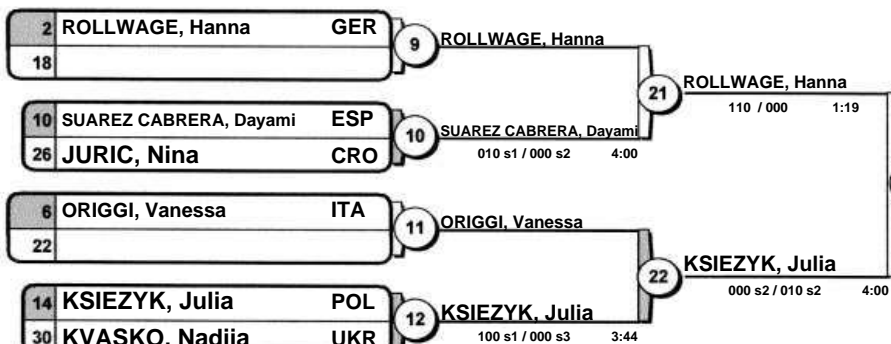 2 ROLLWAGE, Hanna GER
18
9
ROLLWAGE, Hanna
10 SUAREZ CABRERA, Dayami ESP
26 JURIC, Nina CRO
10
SUAREZ CABRERA, Dayami
010 s1 / 000 s2 4:00
21
ROLLWAGE, Hanna
110 / 000 1:19
6 ORIGGI, Vanessa ITA
22
11
ORIGGI, Vanessa
14 KSIEZYK, Julia POL
30 KVASKO, Nadiia UKR
12
KSIEZYK, Julia
100 s1 / 000 s3 3:44
22
KSIEZYK, Julia
000 s2 / 010 s2 4:00